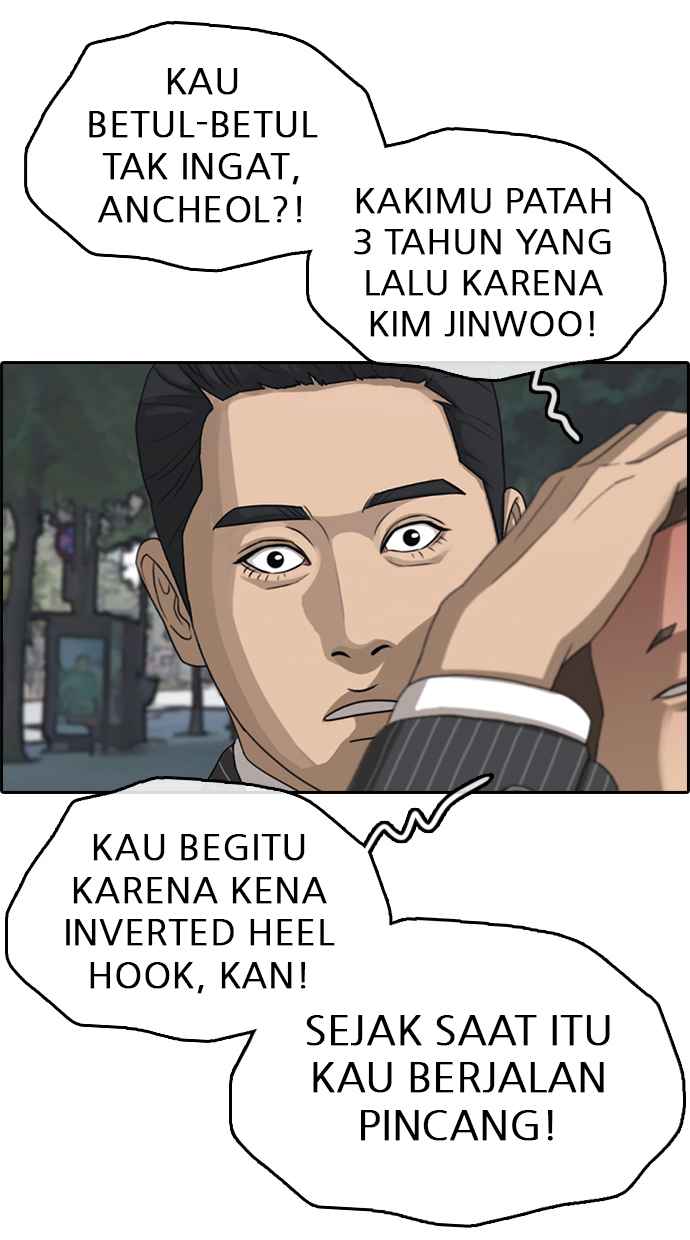 KAU
BETUL-BETUL
TAK INGAT,
ANCHEOL?!
KAKIMU PATAH
3 TAHUN YANG
LALU KARENA
KIM JINWOO!
KAU BEGITU
KARENA KENA
INVERTED HEEL
HOOK, KAN!
SEJAK SAAT ITU
KAU BERJALAN
PINCANG!